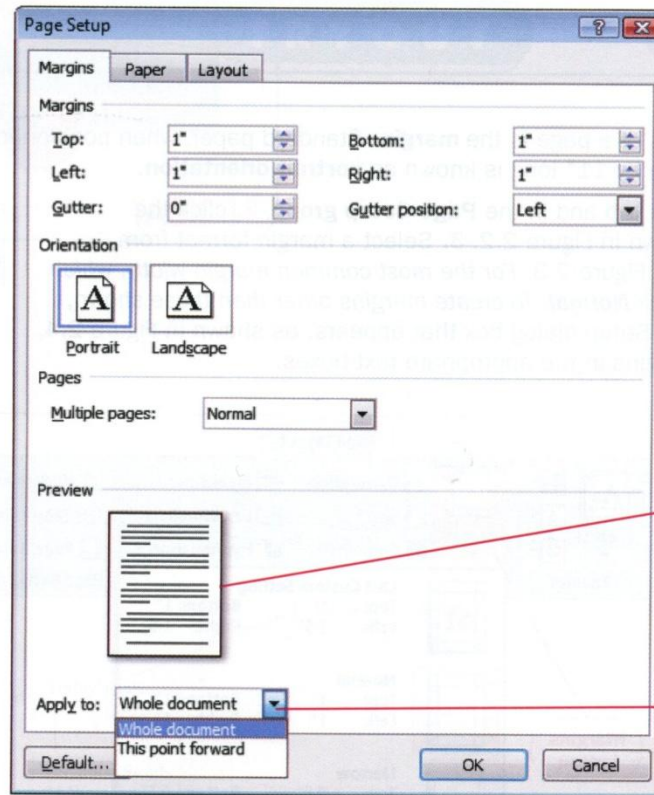 Page Setup
Margins Paper Layout
Margins
Top: 1" Bottom: 1"
Left: 1" Right: 1"
Gutter: 0" Gutter position: Left
Orientation
A A
Portrait Landscape
Pages
Multiple pages: Normal
Preview
Apply to: Whole document
Whole document
This point forward
Default... OK Cancel